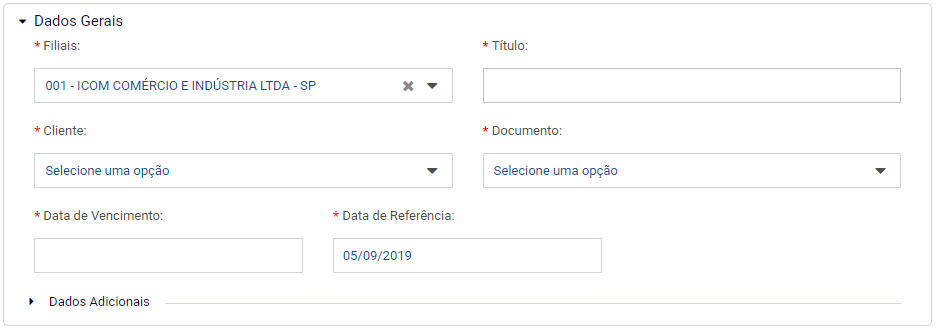 Dados Gerais
* Filiais: * Título:
001 - ICOM COMÉRCIO E INDÚSTRIA LTDA - SP
* Cliente: * Documento:
Selecione uma opção Selecione uma opção
* Data de Vencimento: * Data de Referência:
05/09/2019
Dados Adicionais